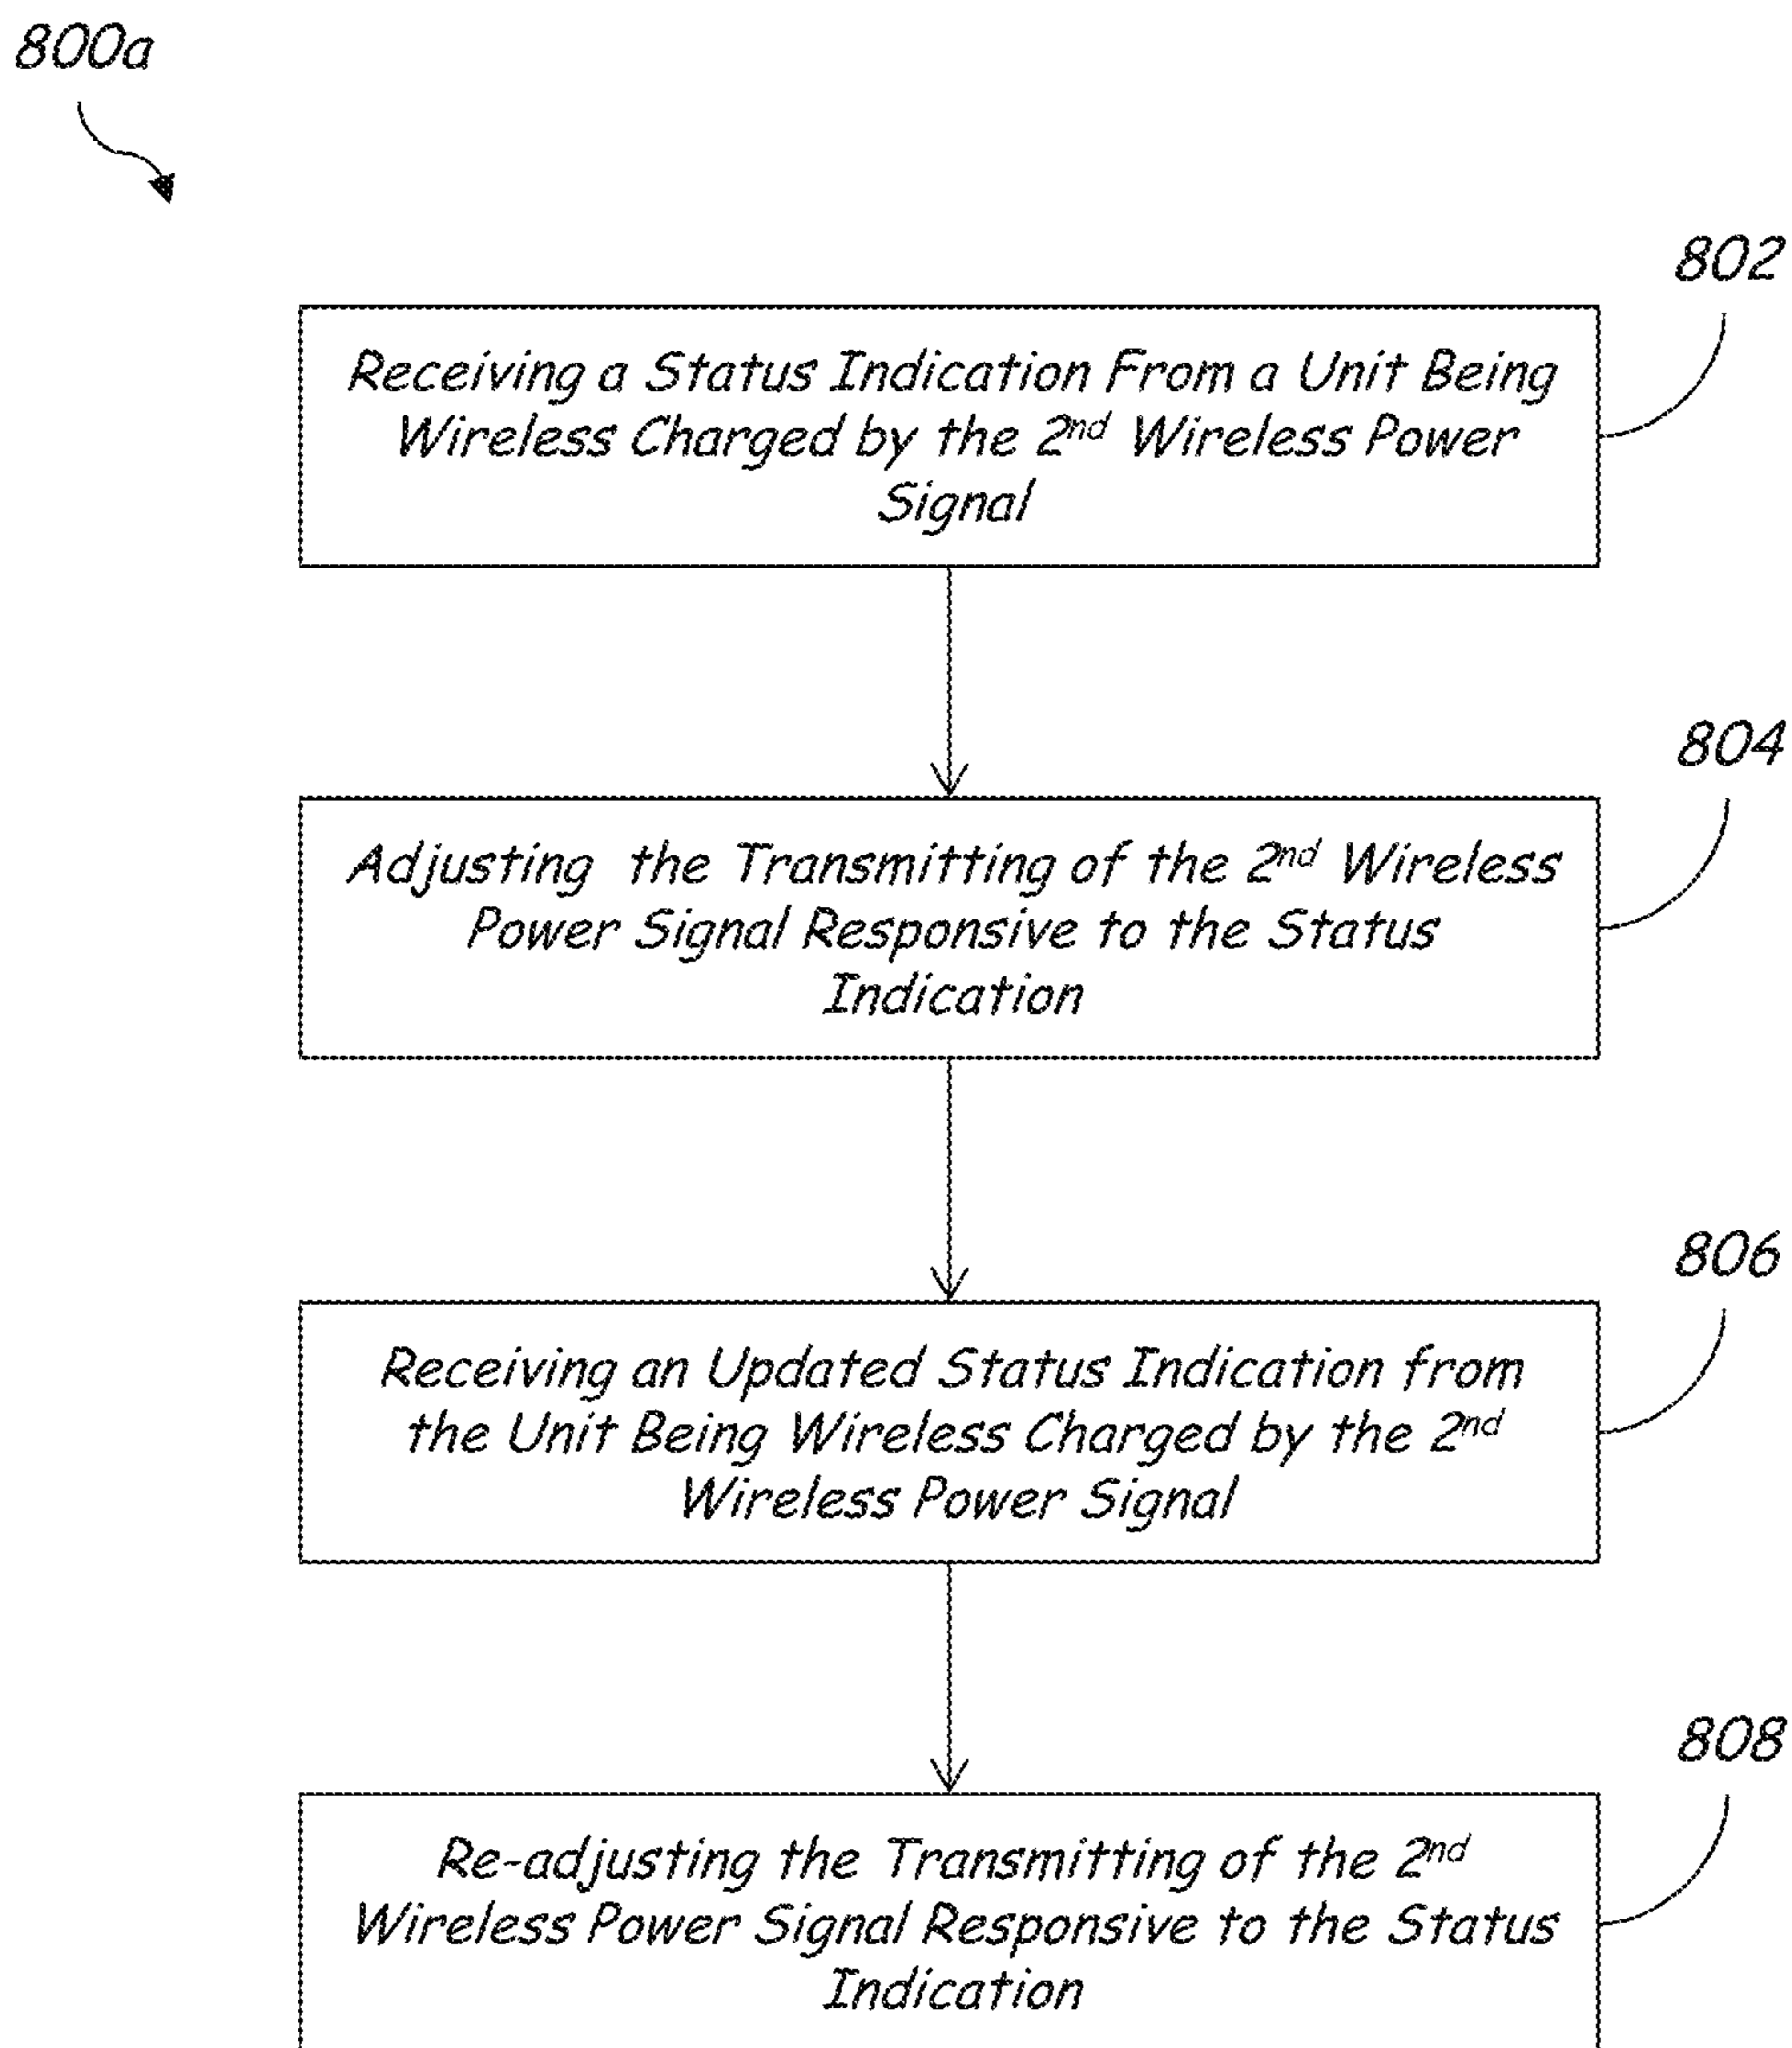 800a
802
Receiving a Status Indication From a Unit Being
Wireless Charged by the 2nd Wireless Power
Signal
804
Adjusting the Transmitting of the 2nd Wireless
Power Signal Responsive to the Status
Indication
806
Receiving an Updated Status Indication from
the Unit Being Wireless Charged by the 2nd
Wireless Power Signal
808
Re-adjusting the Transmitting of the 2nd
Wireless Power Signal Responsive to the Status
Indication